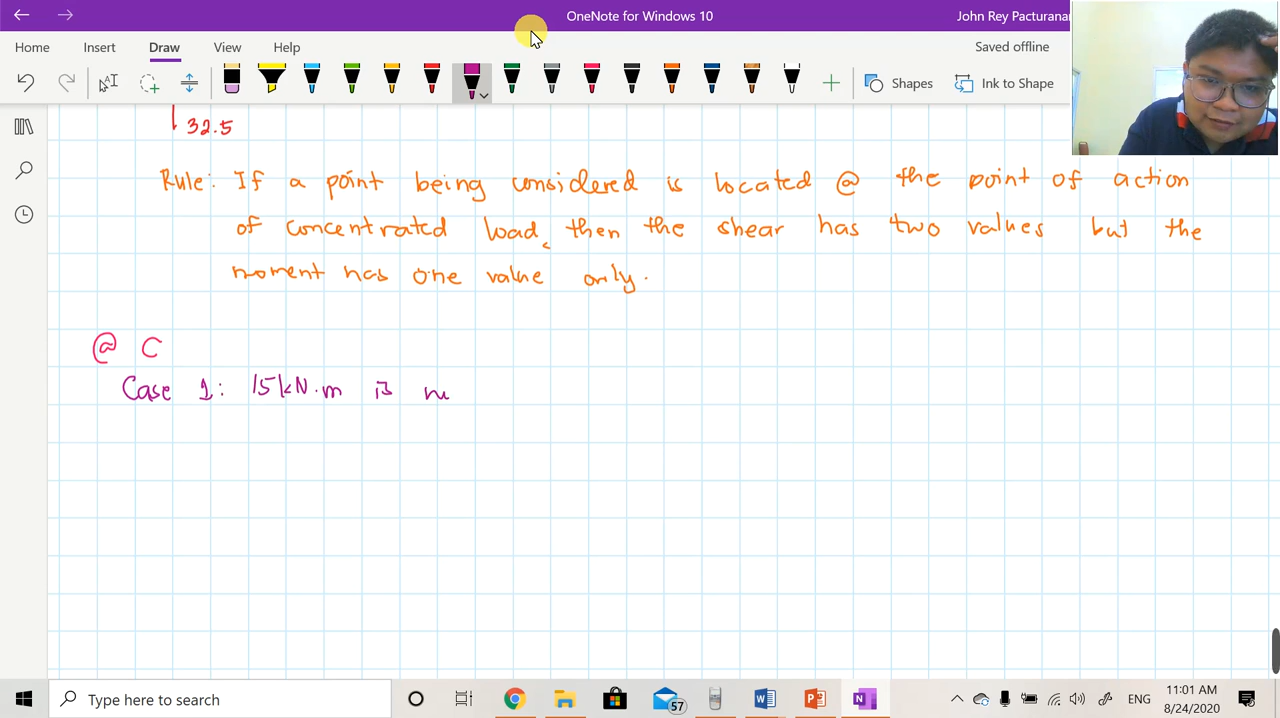 OneNote for Windows 10
John Rey Pacturanan
Home Insert Draw View Help
Saved offline
Shapes
Ink to Shape
32.5
Rule: If a point being considered is located @ the point of action
of concentrated load, then the shear has two values but the
moment has one value only.
@ C
Case 1: 15kN.m is
Type here to search
57
ENG
11:01 AM
8/24/2020